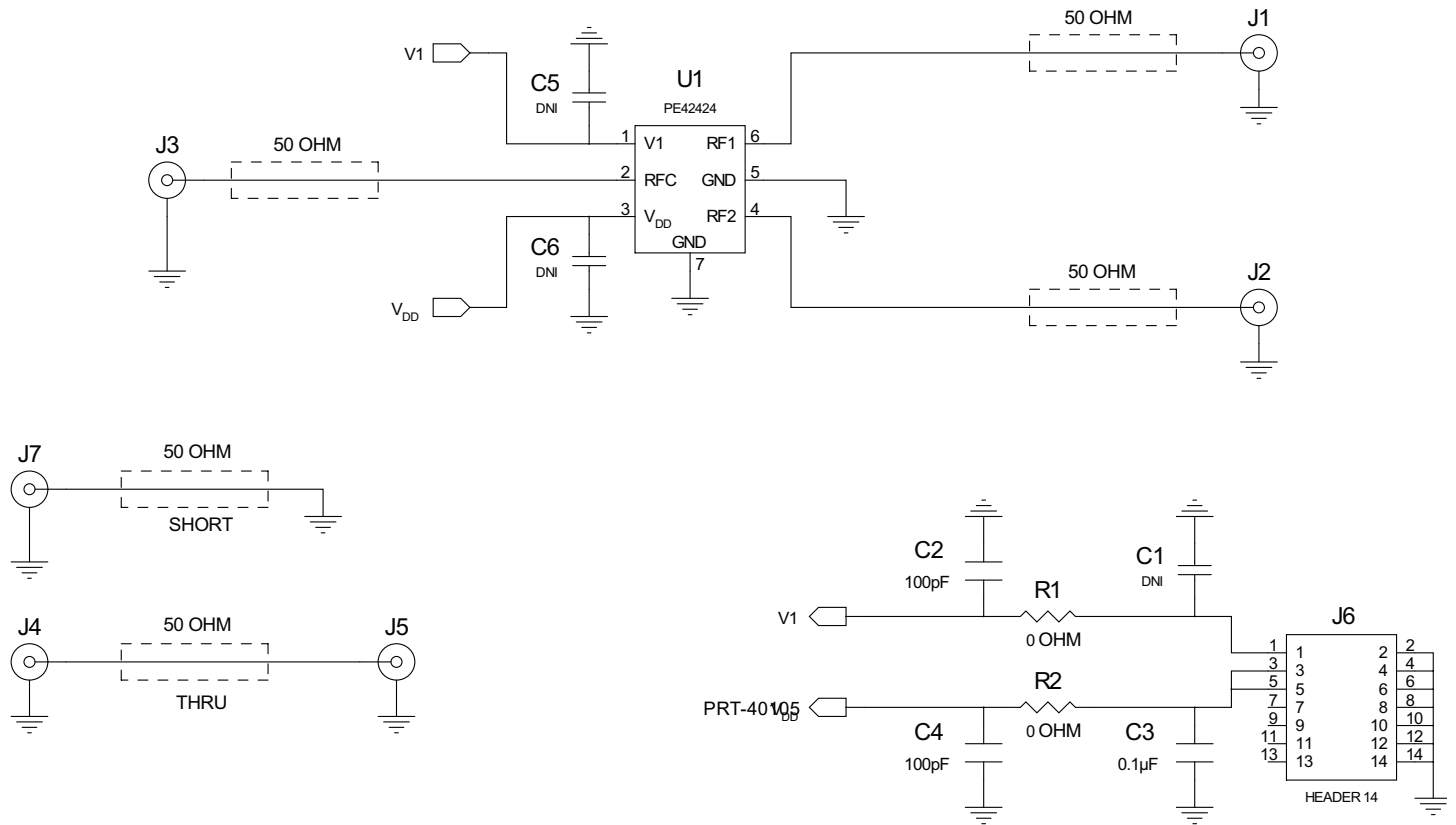 50 OHM
J1
V1
C5
DNI
U1
PE42424
J3
50 OHM
1 V1 RF1 6
2 RFC GND 5
3 VDD RF2 4
GND
7
C6
DNI
VDD
50 OHM
J2
J7
50 OHM
SHORT
J4
50 OHM
THRU
J5
C2
100pF
C1
DNI
V1
R1
0 OHM
J6
PRT-40105
VDD
R2
0 OHM
C4
100pF
C3
0.1µF
1 1 2 2
3 3 4 4
5 5 6 6
7 7 8 8
9 9 10 10
11 11 12 12
13 13 14 14
HEADER 14